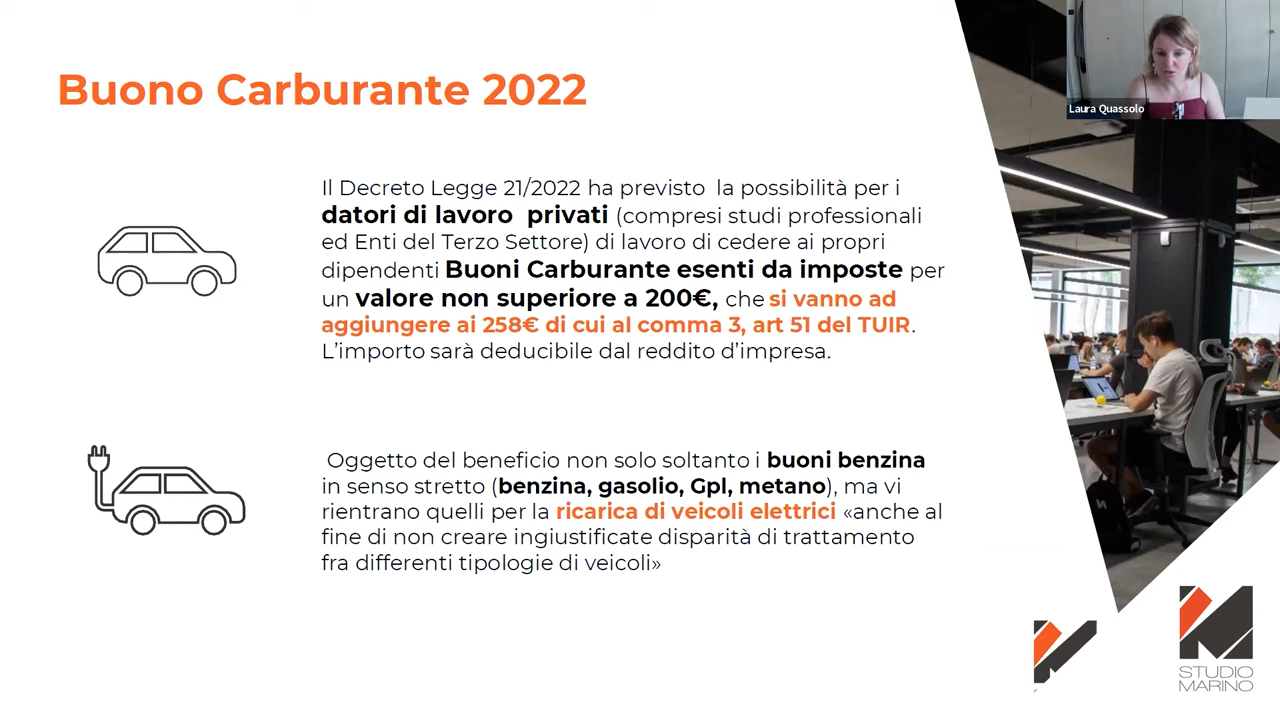 Buono Carburante 2022
Laura Quassolo
Il Decreto Legge 21/2022 ha previsto  la possibilità per i
datori di lavoro  privati (compresi studi professionali
ed Enti del Terzo Settore) di lavoro di cedere ai propri
dipendenti Buoni Carburante esenti da imposte per
un valore non superiore a 200€, che si vanno ad
aggiungere ai 258€ di cui al comma 3, art 51 del TUIR.
L’importo sarà deducibile dal reddito d’impresa.
Oggetto del beneficio non solo soltanto i buoni benzina
in senso stretto (benzina, gasolio, Gpl, metano), ma vi
rientrano quelli per la ricarica di veicoli elettrici «anche al
fine di non creare ingiustificate disparità di trattamento
fra differenti tipologie di veicoli»
STUDIO
MARINO